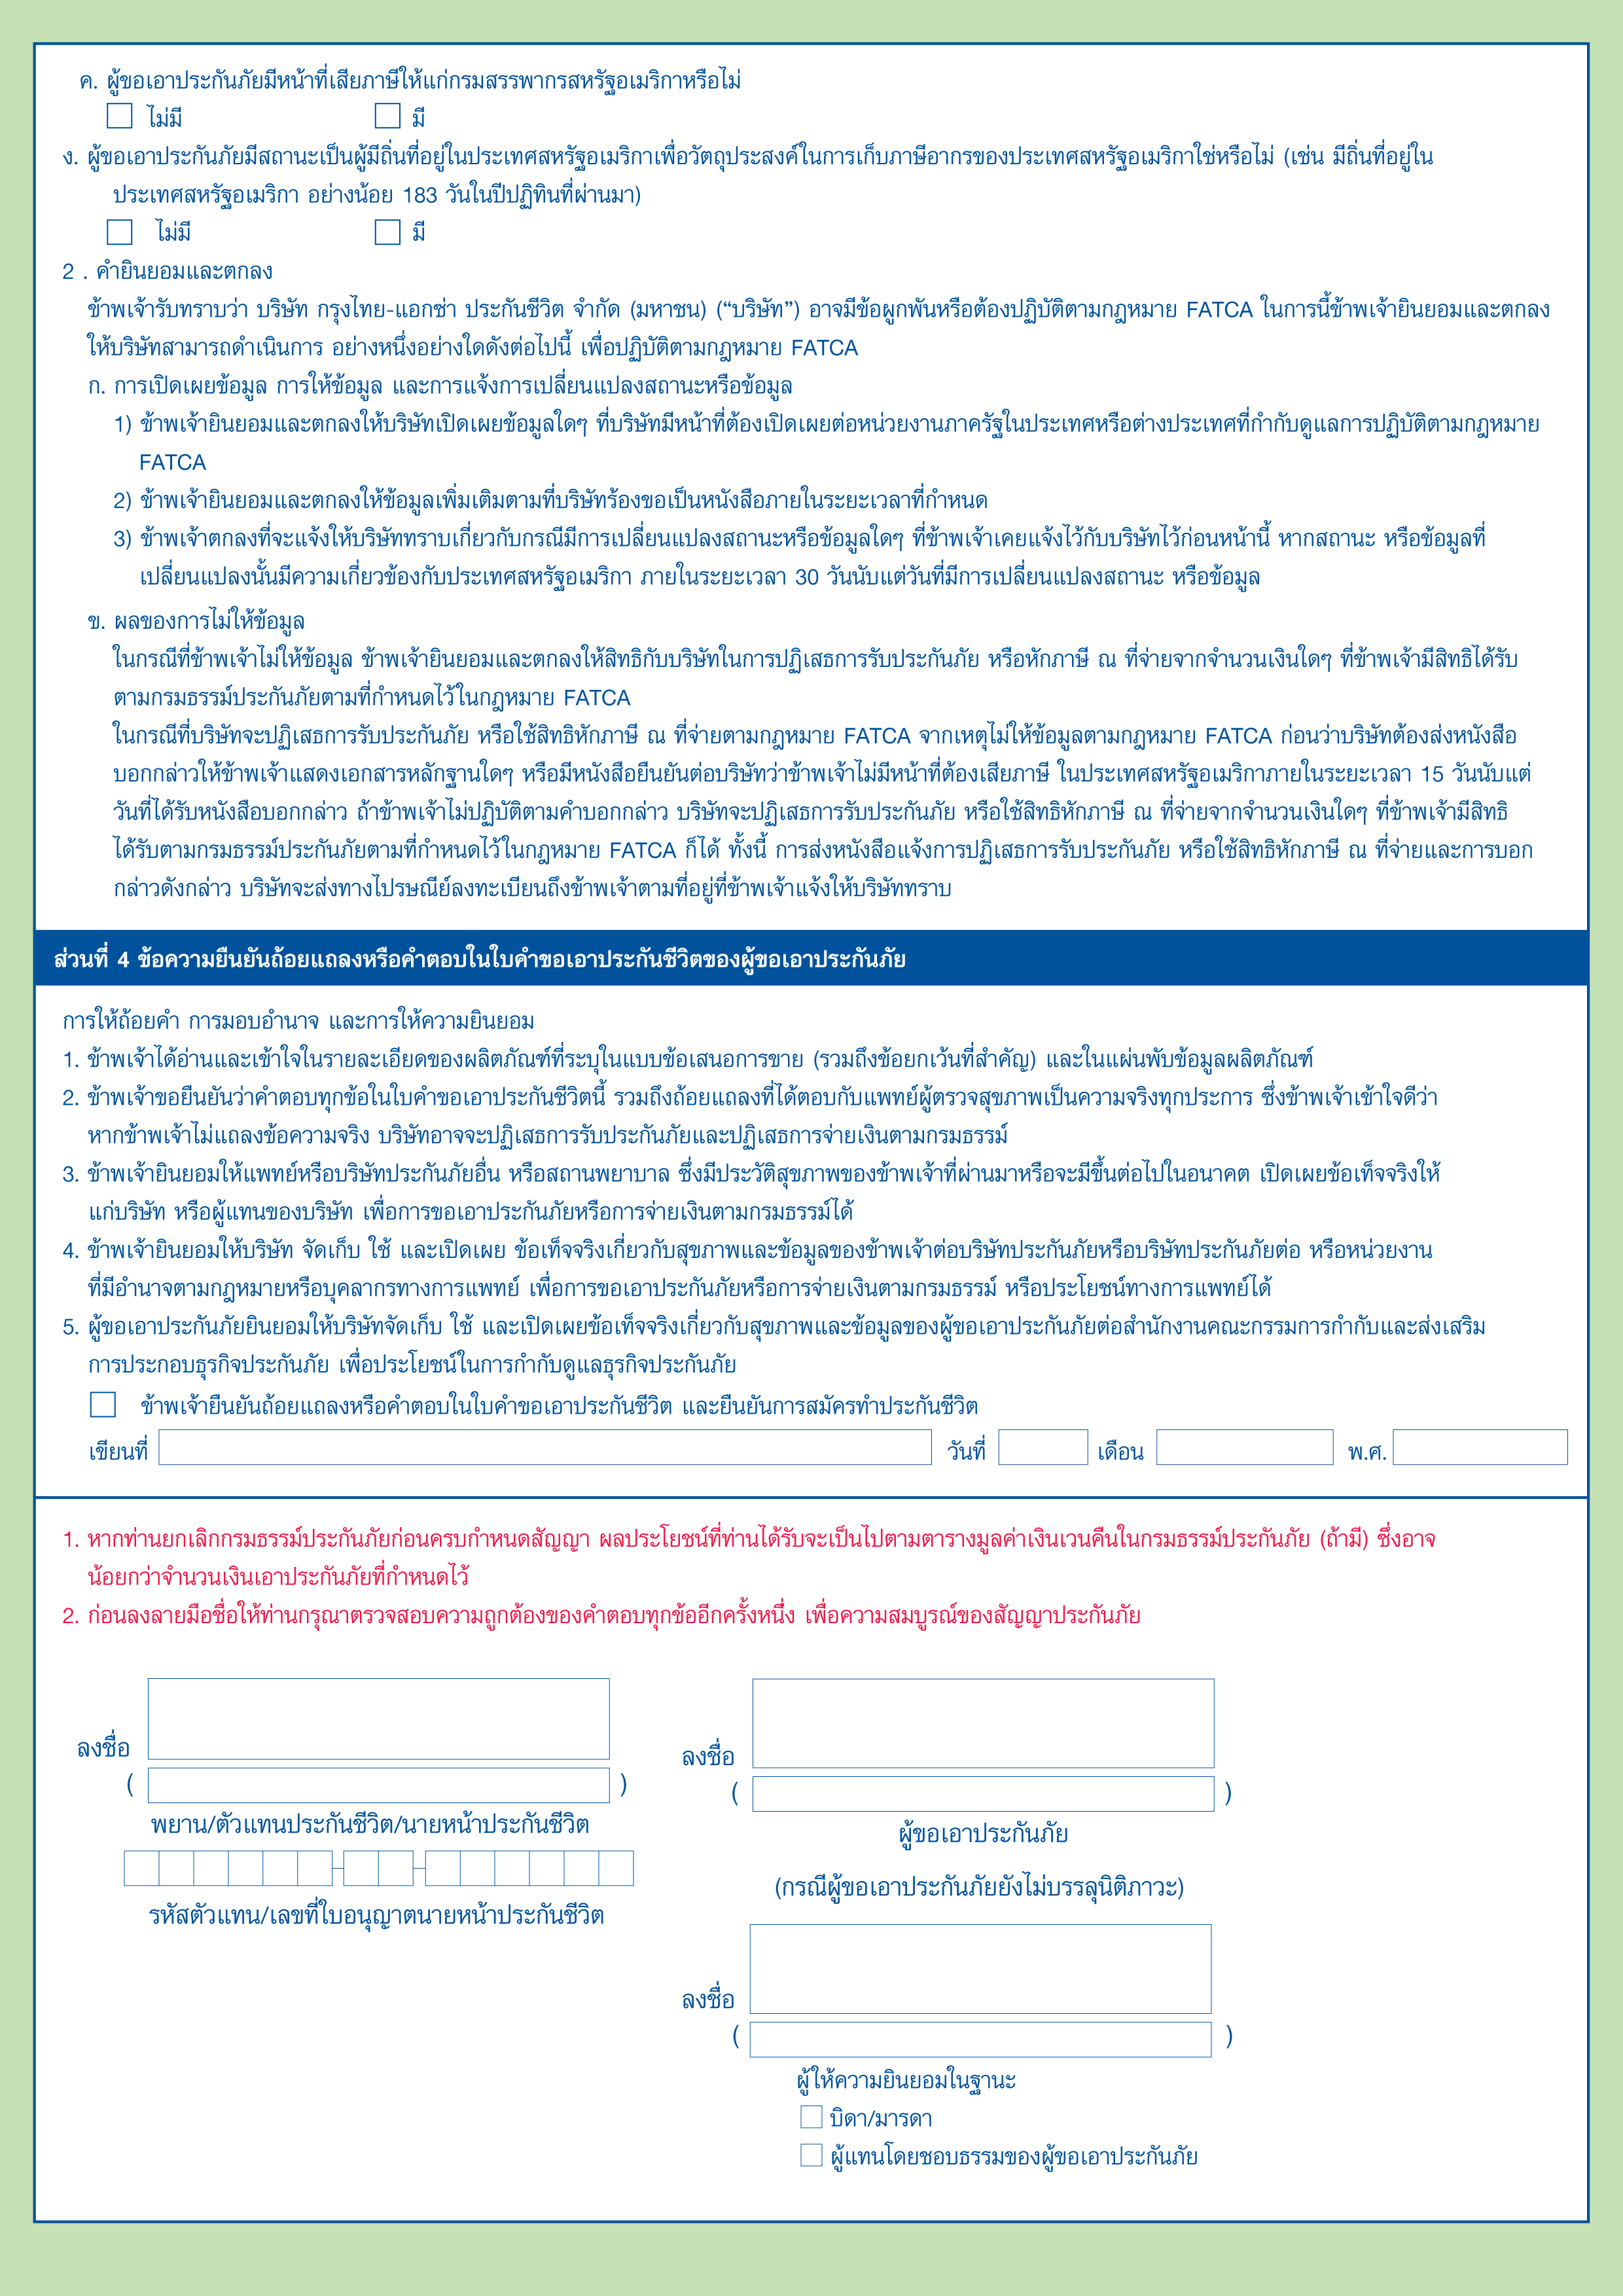 ค. ผู้ขอเอาประกันภัยมีหน้าที่เสียภาษีให้แก่กรมสรรพากรสหรัฐอเมริกาหรือไม่
ไม่มี มี
ง. ผู้ขอเอาประกันภัยมีสถานะเป็นผู้มีถิ่นที่อยู่ในประเทศสหรัฐอเมริกาเพื่อวัตถุประสงค์ในการเก็บภาษีอากรของประเทศสหรัฐอเมริกาใช่หรือไม่ (เช่น มีถิ่นที่อยู่ใน
ประเทศสหรัฐอเมริกา อย่างน้อย 183 วันในปีปฏิทินที่ผ่านมา)
ไม่มี มี
2 . คำยินยอมและตกลง
ข้าพเจ้ารับทราบว่า บริษัท กรุงไทย-แอกซ่า ประกันชีวิต จำกัด (มหาชน) (“บริษัท”) อาจมีข้อผูกพันหรือต้องปฏิบัติตามกฎหมาย FATCA ในการนี้ข้าพเจ้ายินยอมและตกลง
ให้บริษัทสามารถดำเนินการ อย่างหนึ่งอย่างใดดังต่อไปนี้ เพื่อปฏิบัติตามกฎหมาย FATCA
ก. การเปิดเผยข้อมูล การให้ข้อมูล และการแจ้งการเปลี่ยนแปลงสถานะหรือข้อมูล
1) ข้าพเจ้ายินยอมและตกลงให้บริษัทเปิดเผยข้อมูลใดๆ ที่บริษัทมีหน้าที่ต้องเปิดเผยต่อหน่วยงานภาครัฐในประเทศหรือต่างประเทศที่กำกับดูแลการปฏิบัติตามกฎหมาย
FATCA
2) ข้าพเจ้ายินยอมและตกลงให้ข้อมูลเพิ่มเติมตามที่บริษัทร้องขอเป็นหนังสือภายในระยะเวลาที่กำหนด
3) ข้าพเจ้าตกลงที่จะแจ้งให้บริษัททราบเกี่ยวกับกรณีมีการเปลี่ยนแปลงสถานะหรือข้อมูลใดๆ ที่ข้าพเจ้าเคยแจ้งไว้กับบริษัทไว้ก่อนหน้านี้ หากสถานะ หรือข้อมูลที่
เปลี่ยนแปลงนั้นมีความเกี่ยวข้องกับประเทศสหรัฐอเมริกา ภายในระยะเวลา 30 วันนับแต่วันที่มีการเปลี่ยนแปลงสถานะ หรือข้อมูล
ข. ผลของการไม่ให้ข้อมูล
ในกรณีที่ข้าพเจ้าไม่ให้ข้อมูล ข้าพเจ้ายินยอมและตกลงให้สิทธิกับบริษัทในการปฏิเสธการรับประกันภัย หรือหักภาษี ณ ที่จ่ายจากจำนวนเงินใดๆ ที่ข้าพเจ้ามีสิทธิได้รับ
ตามกรมธรรม์ประกันภัยตามที่กำหนดไว้ในกฎหมาย FATCA
ในกรณีที่บริษัทจะปฏิเสธการรับประกันภัย หรือใช้สิทธิหักภาษี ณ ที่จ่ายตามกฎหมาย FATCA จากเหตุไม่ให้ข้อมูลตามกฎหมาย FATCA ก่อนว่าบริษัทต้องส่งหนังสือ
บอกกล่าวให้ข้าพเจ้าแสดงเอกสารหลักฐานใดๆ หรือมีหนังสือยืนยันต่อบริษัทว่าข้าพเจ้าไม่มีหน้าที่ต้องเสียภาษี ในประเทศสหรัฐอเมริกาภายในระยะเวลา 15 วันนับแต่
วันที่ได้รับหนังสือบอกกล่าว ถ้าข้าพเจ้าไม่ปฏิบัติตามคำบอกกล่าว บริษัทจะปฏิเสธการรับประกันภัย หรือใช้สิทธิหักภาษี ณ ที่จ่ายจากจำนวนเงินใดๆ ที่ข้าพเจ้ามีสิทธิ
ได้รับตามกรมธรรม์ประกันภัยตามที่กำหนดไว้ในกฎหมาย FATCA ก็ได้ ทั้งนี้ การส่งหนังสือแจ้งการปฏิเสธการรับประกันภัย หรือใช้สิทธิหักภาษี ณ ที่จ่ายและการบอก
กล่าวดังกล่าว บริษัทจะส่งทางไปรษณีย์ลงทะเบียนถึงข้าพเจ้าตามที่อยู่ที่ข้าพเจ้าแจ้งให้บริษัททราบ
ส่วนที่ 4 ข้อความยืนยันถ้อยแถลงหรือคำตอบในใบคำขอเอาประกันชีวิตของผู้ขอเอาประกันภัย
การให้ถ้อยคำ การมอบอำนาจ และการให้ความยินยอม
1. ข้าพเจ้าได้อ่านและเข้าใจในรายละเอียดของผลิตภัณฑ์ที่ระบุในแบบข้อเสนอการขาย (รวมถึงข้อยกเว้นที่สำคัญ) และในแผ่นพับข้อมูลผลิตภัณฑ์
2. ข้าพเจ้าขอยืนยันว่าคำตอบทุกข้อในใบคำขอเอาประกันชีวิตนี้ รวมถึงถ้อยแถลงที่ได้ตอบกับแพทย์ผู้ตรวจสุขภาพเป็นความจริงทุกประการ ซึ่งข้าพเจ้าเข้าใจดีว่า
หากข้าพเจ้าไม่แถลงข้อความจริง บริษัทอาจจะปฏิเสธการรับประกันภัยและปฏิเสธการจ่ายเงินตามกรมธรรม์
3. ข้าพเจ้ายินยอมให้แพทย์หรือบริษัทประกันภัยอื่น หรือสถานพยาบาล ซึ่งมีประวัติสุขภาพของข้าพเจ้าที่ผ่านมาหรือจะมีขึ้นต่อไปในอนาคต เปิดเผยข้อเท็จจริงให้
แก่บริษัท หรือผู้แทนของบริษัท เพื่อการขอเอาประกันภัยหรือการจ่ายเงินตามกรมธรรม์ได้
4. ข้าพเจ้ายินยอมให้บริษัท จัดเก็บ ใช้ และเปิดเผย ข้อเท็จจริงเกี่ยวกับสุขภาพและข้อมูลของข้าพเจ้าต่อบริษัทประกันภัยหรือบริษัทประกันภัยต่อ หรือหน่วยงาน
ที่มีอำนาจตามกฎหมายหรือบุคลากรทางการแพทย์ เพื่อการขอเอาประกันภัยหรือการจ่ายเงินตามกรมธรรม์ หรือประโยชน์ทางการแพทย์ได้
5. ผู้ขอเอาประกันภัยยินยอมให้บริษัทจัดเก็บ ใช้ และเปิดเผยข้อเท็จจริงเกี่ยวกับสุขภาพและข้อมูลของผู้ขอเอาประกันภัยต่อสำนักงานคณะกรรมการกำกับและส่งเสริม
การประกอบธุรกิจประกันภัย เพื่อประโยชน์ในการกำกับดูแลธุรกิจประกันภัย
ข้าพเจ้ายืนยันถ้อยแถลงหรือคำตอบในใบคำขอเอาประกันชีวิต และยืนยันการสมัครทำประกันชีวิต
เขียนที่ วันที่ เดือน พ.ศ.
1. หากท่านยกเลิกกรมธรรม์ประกันภัยก่อนครบกำหนดสัญญา ผลประโยชน์ที่ท่านได้รับจะเป็นไปตามตารางมูลค่าเงินเวนคืนในกรมธรรม์ประกันภัย (ถ้ามี) ซึ่งอาจ
น้อยกว่าจำนวนเงินเอาประกันภัยที่กำหนดไว้
2. ก่อนลงลายมือชื่อให้ท่านกรุณาตรวจสอบความถูกต้องของคำตอบทุกข้ออีกครั้งหนึ่ง เพื่อความสมบูรณ์ของสัญญาประกันภัย
ลงชื่อ
( )
พยาน/ตัวแทนประกันชีวิต/นายหน้าประกันชีวิต
รหัสตัวแทน/เลขที่ใบอนุญาตนายหน้าประกันชีวิต
ลงชื่อ
( )
ผู้ขอเอาประกันภัย
(กรณีผู้ขอเอาประกันภัยยังไม่บรรลุนิติภาวะ)
ลงชื่อ
( )
ผู้ให้ความยินยอมในฐานะ
บิดา/มารดา
ผู้แทนโดยชอบธรรมของผู้ขอเอาประกันภัย